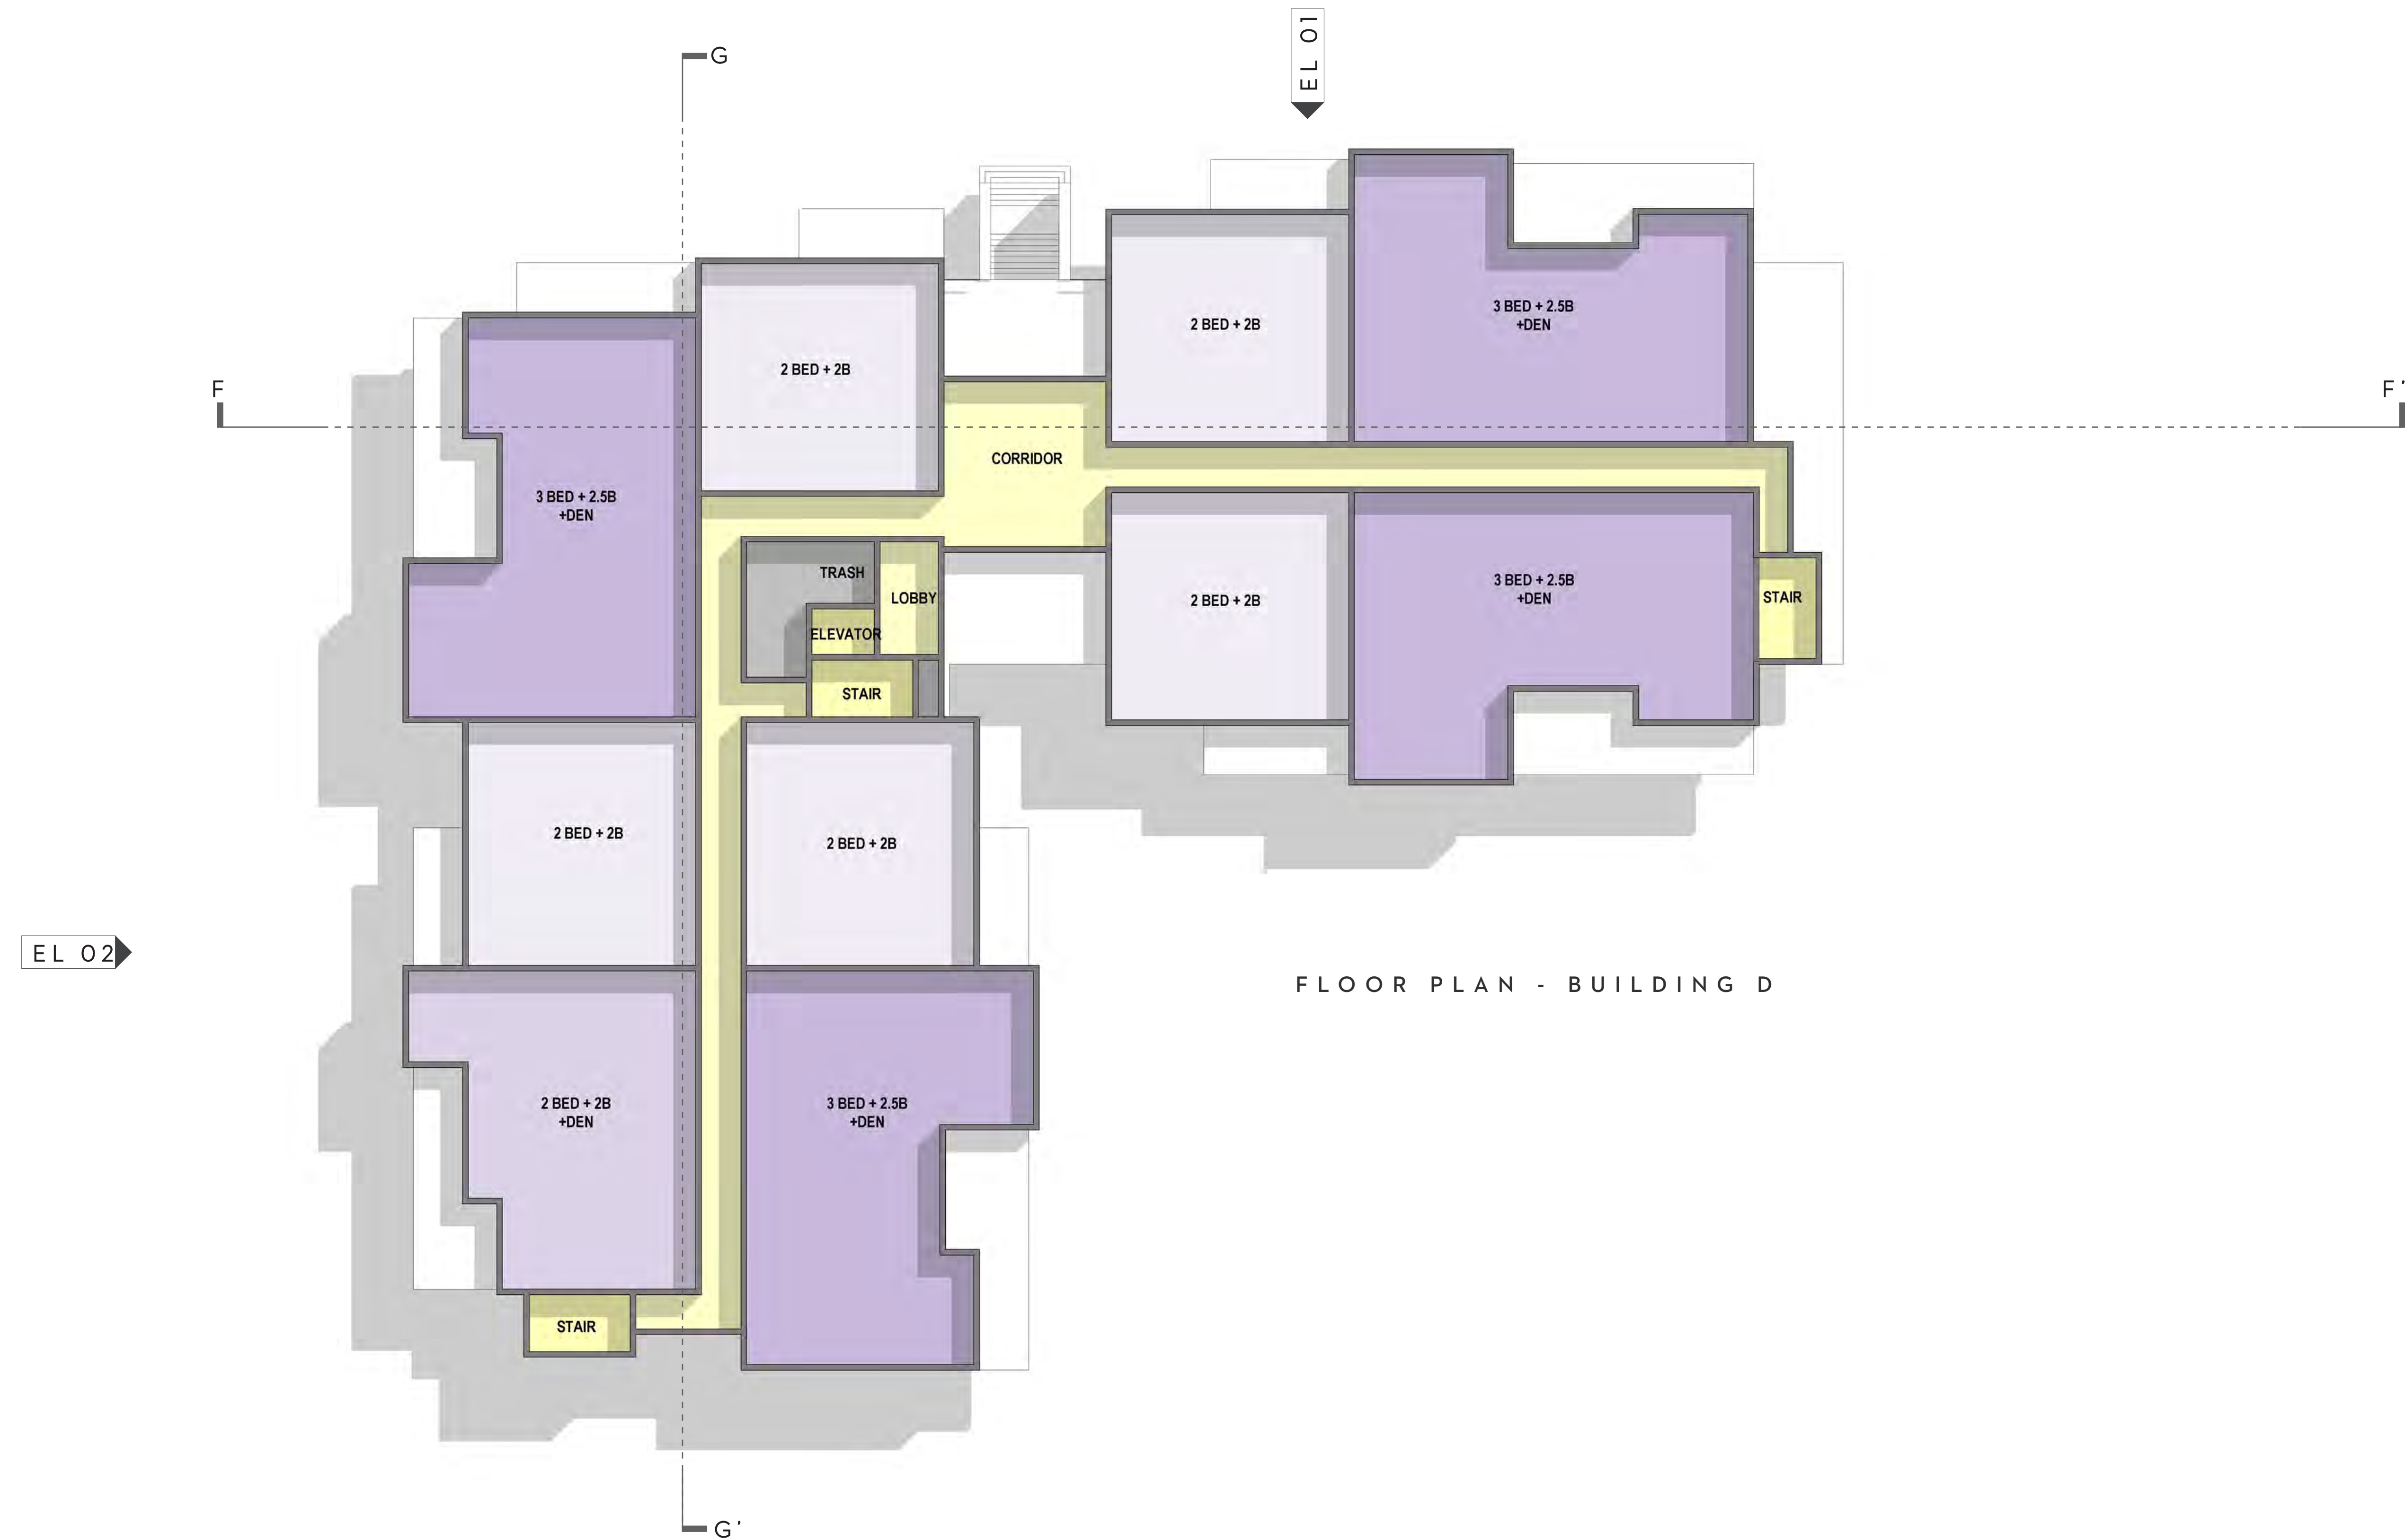 EL 01
G
3 BED + 2.5B
+DEN
2 BED + 2B
2 BED + 2B
F
F'
CORRIDOR
3 BED + 2.5B
+DEN
TRASH
LOBBY
ELEVATOR
STAIR
2 BED + 2B
3 BED + 2.5B
+DEN
STAIR
2 BED + 2B
2 BED + 2B
EL 02
FLOOR PLAN - BUILDING D
2 BED + 2B
+DEN
3 BED + 2.5B
+DEN
STAIR
G'